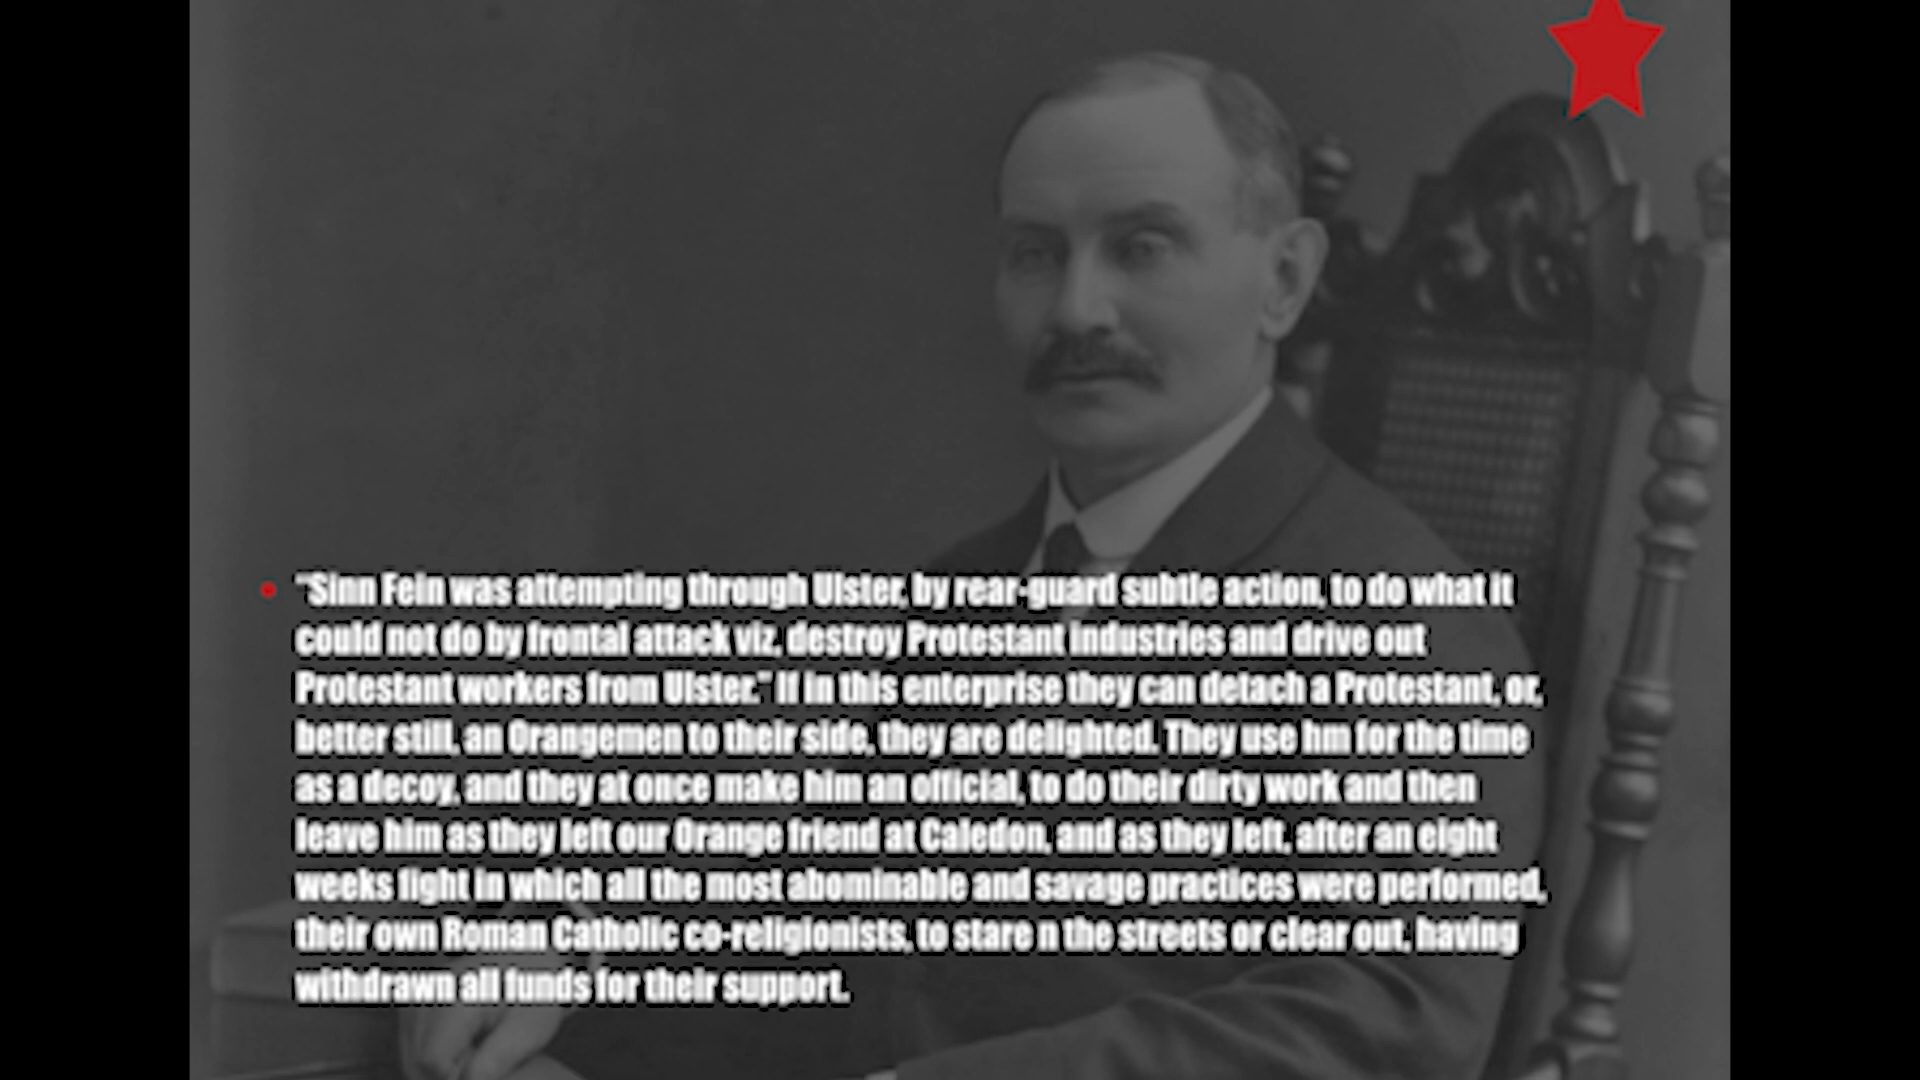 "Sinn Fein was attempting through Ulster, by rear-guard subtle action, to do what it
could not do by frontal attack viz, destroy Protestant industries and drive out
Protestant workers from Ulster." If in this enterprise they can detach a Protestant, or,
better still, an Orangemen to their side, they are delighted. They use hm for the time
as a decoy, and they at once make him an official, to do their dirty work and then
leave him as they left our Orange friend at Caledon, and as they left, after an eight
weeks fight in which all the most abominable and savage practices were performed,
their own Roman Catholic co-religionists, to stare n the streets or clear out, having
withdrawn all funds for their support.